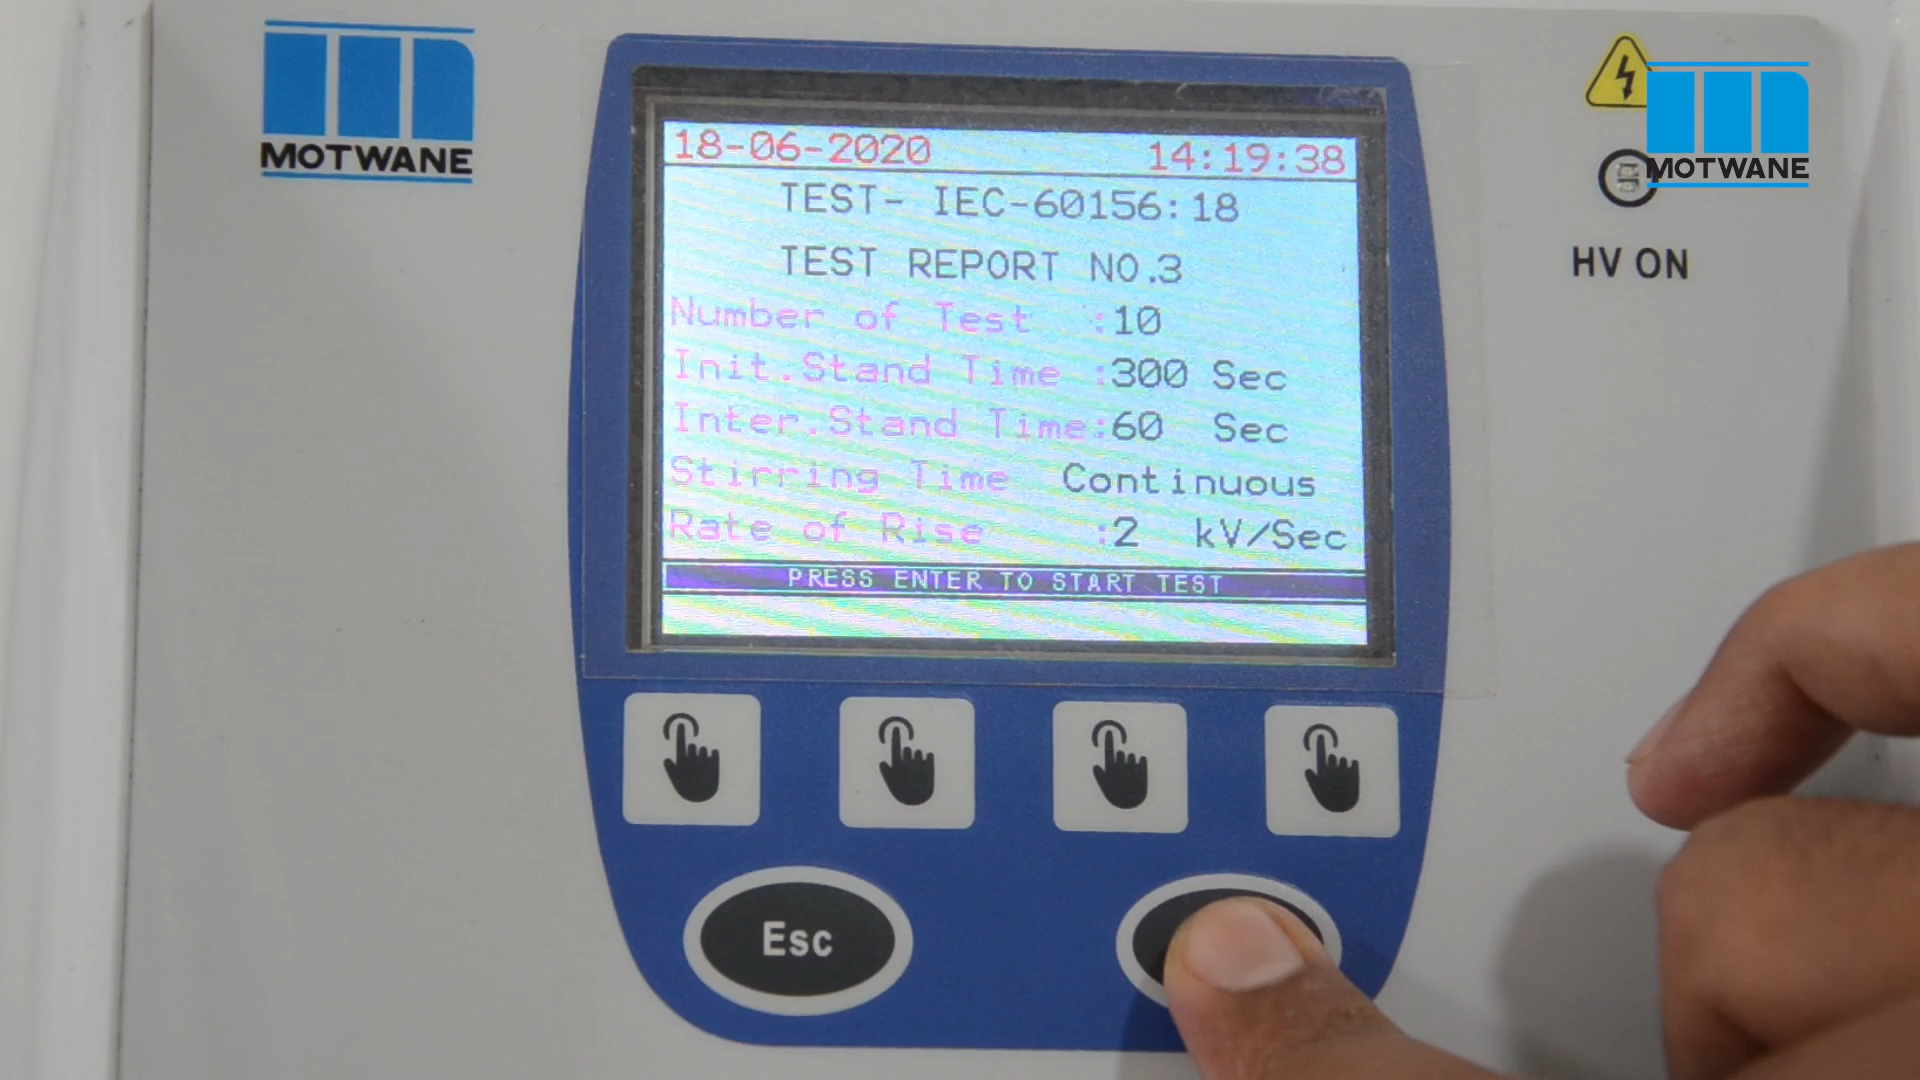 MOTWANE
MOTWANE
HV ON
18-06-2020 14:19:38
TEST- IEC-60156:18
TEST REPORT NO.3
Number of Test :10
Init.Stand Time :300 Sec
Inter.Stand Time:60 Sec
Stirring Time Continuous
Rate of Rise :2 kV/Sec
PRESS ENTER TO START TEST
Esc